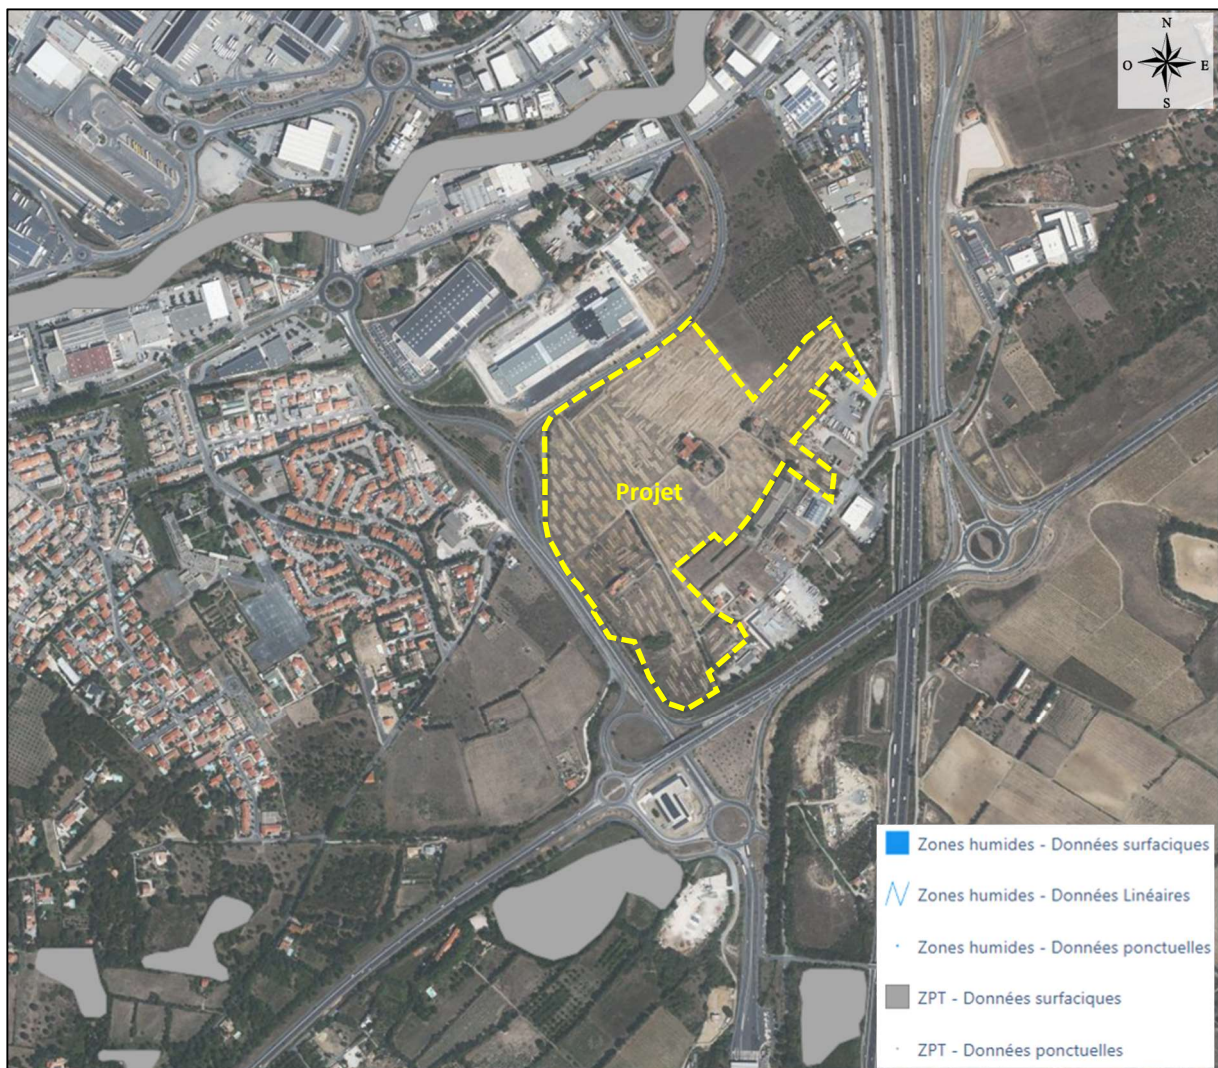 N
O E
S
Projet
Zones humides - Données surfaciques
Zones humides - Données Linéaires
Zones humides - Données ponctuelles
ZPT - Données surfaciques
ZPT - Données ponctuelles